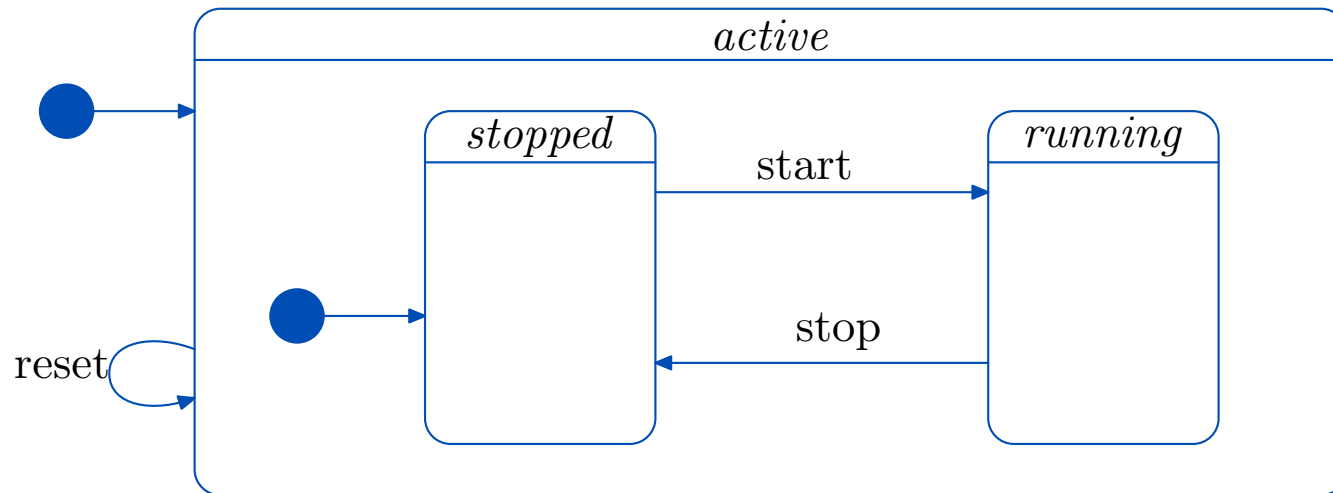 active
stopped
running
start
stop
reset